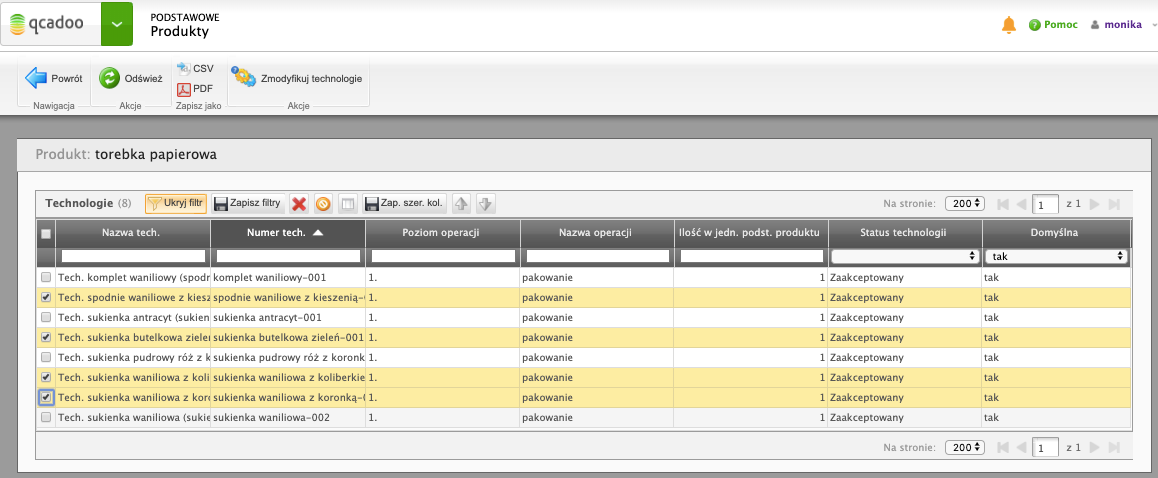 qcadoo
PODSTAWOWE
Produkty
Pomoc
monika
Powrót
Nawigacja
Odśwież
Akcje
CSV
PDF
Zapisz jako
Zmodyfikuj technologie
Akcje
Produkt: torebka papierowa
Technologie (8) Ukryj filtr Zapisz filtry Zap. szer. kol. Na stronie: 200 1 z 1
Nazwa tech. Numer tech. Poziom operacji Nazwa operacji Ilość w jedn. podst. produktu Status technologii Domyślna
tak
Tech. komplet waniliowy (spodn komplet waniliowy-001 1. pakowanie 1 Zaakceptowany tak
Tech. spodnie waniliowe z kiesz spodnie waniliowe z kieszenią- 1. pakowanie 1 Zaakceptowany tak
Tech. sukienka antracyt (sukien sukienka antracyt-001 1. pakowanie 1 Zaakceptowany tak
Tech. sukienka butelkowa zieleń sukienka butelkowa zieleń-001 1. pakowanie 1 Zaakceptowany tak
Tech. sukienka pudrowy róż z k sukienka pudrowy róż z koronk 1. pakowanie 1 Zaakceptowany tak
Tech. sukienka waniliowa z koli sukienka waniliowa z koliberkie 1. pakowanie 1 Zaakceptowany tak
Tech. sukienka waniliowa z koro sukienka waniliowa z koronką- 1. pakowanie 1 Zaakceptowany tak
Tech. sukienka waniliowa (sukie sukienka waniliowa-002 1. pakowanie 1 Zaakceptowany tak
Na stronie: 200 1 z 1